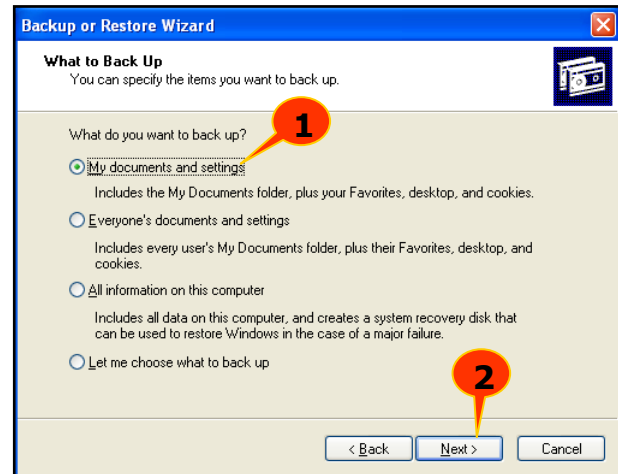 Backup or Restore Wizard
What to Back Up
You can specify the items you want to back up.
What do you want to back up?
1
My documents and settings
Includes the My Documents folder, plus your Favorites, desktop, and cookies.
Everyone's documents and settings
Includes every user's My Documents folder, plus their Favorites, desktop, and
cookies.
All information on this computer
Includes all data on this computer, and creates a system recovery disk that
can be used to restore Windows in the case of a major failure.
Let me choose what to back up
2
< Back Next > Cancel